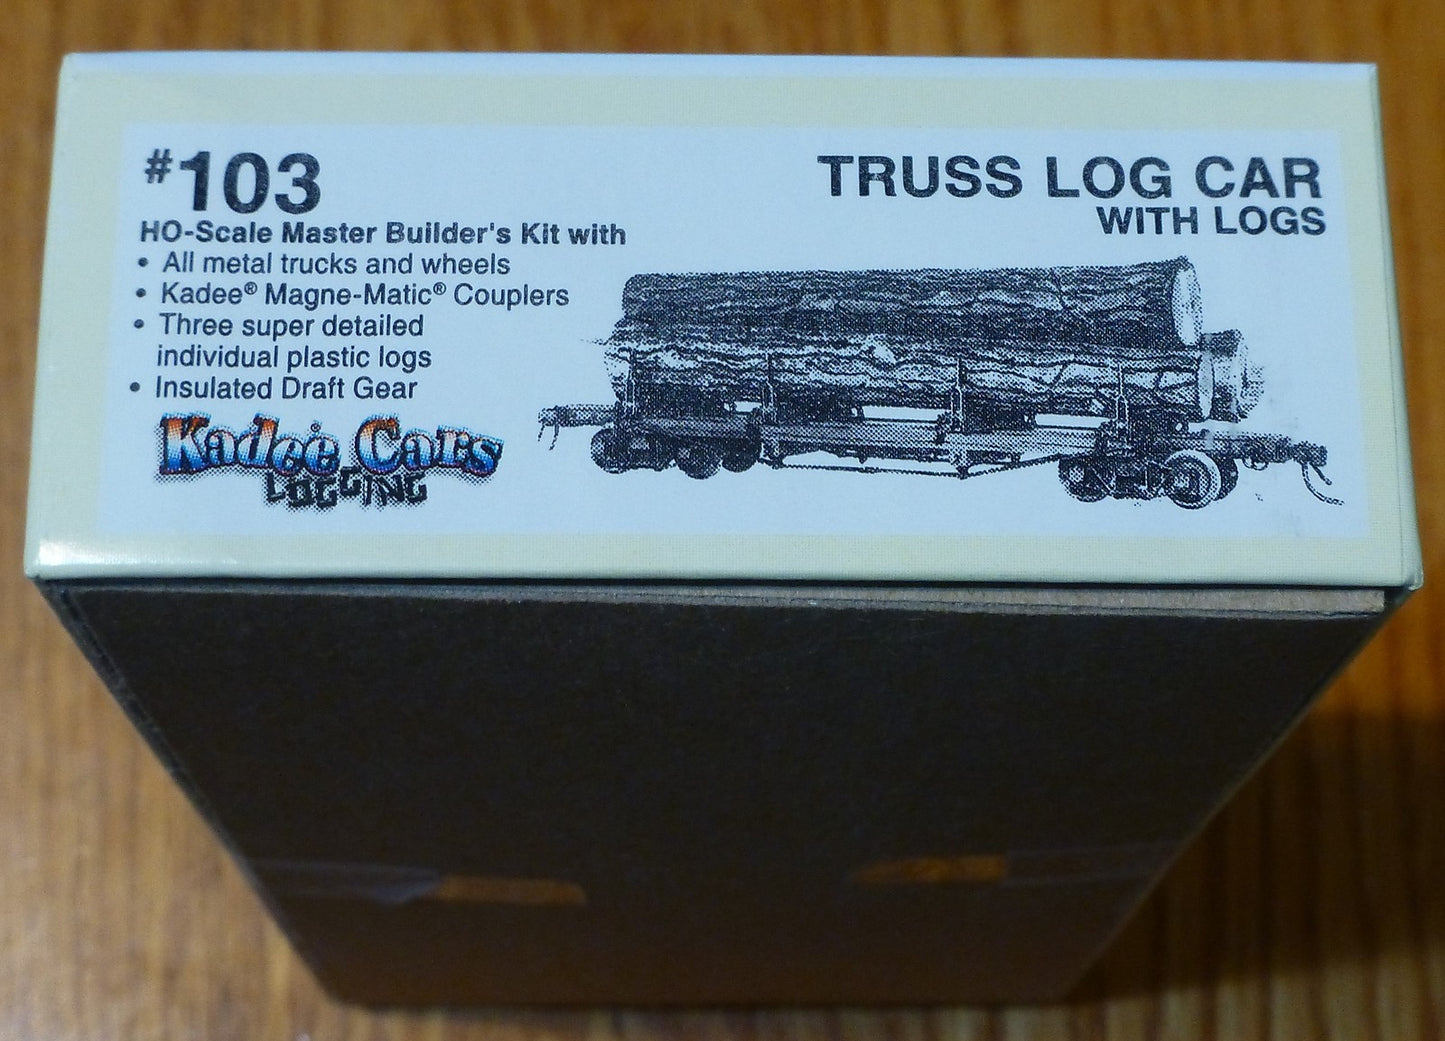 #103
HO-Scale Master Builder's Kit with
• All metal trucks and wheels
• Kadee® Magne-Matic® Couplers
• Three super detailed
individual plastic logs
• Insulated Draft Gear
Kadee® Cars
LOGGING
TRUSS LOG CAR
WITH LOGS